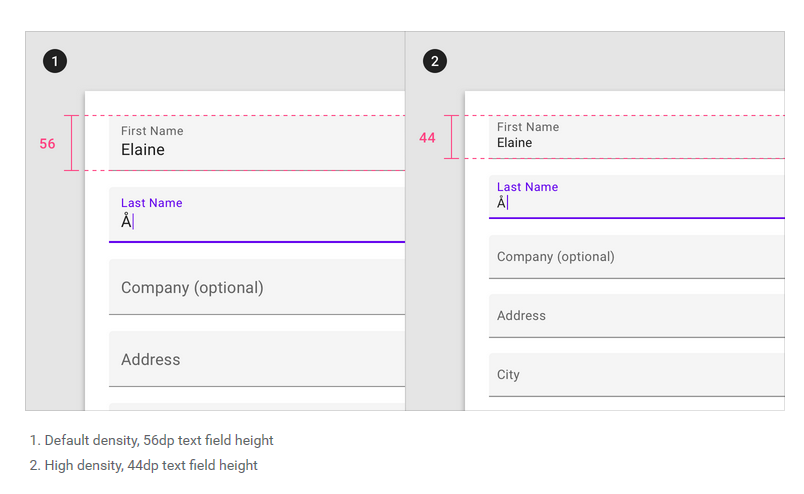 1
56
First Name
Elaine
Last Name
Å
Company (optional)
Address
2
44
First Name
Elaine
Last Name
Å
Company (optional)
Address
City
1. Default density, 56dp text field height
2. High density, 44dp text field height